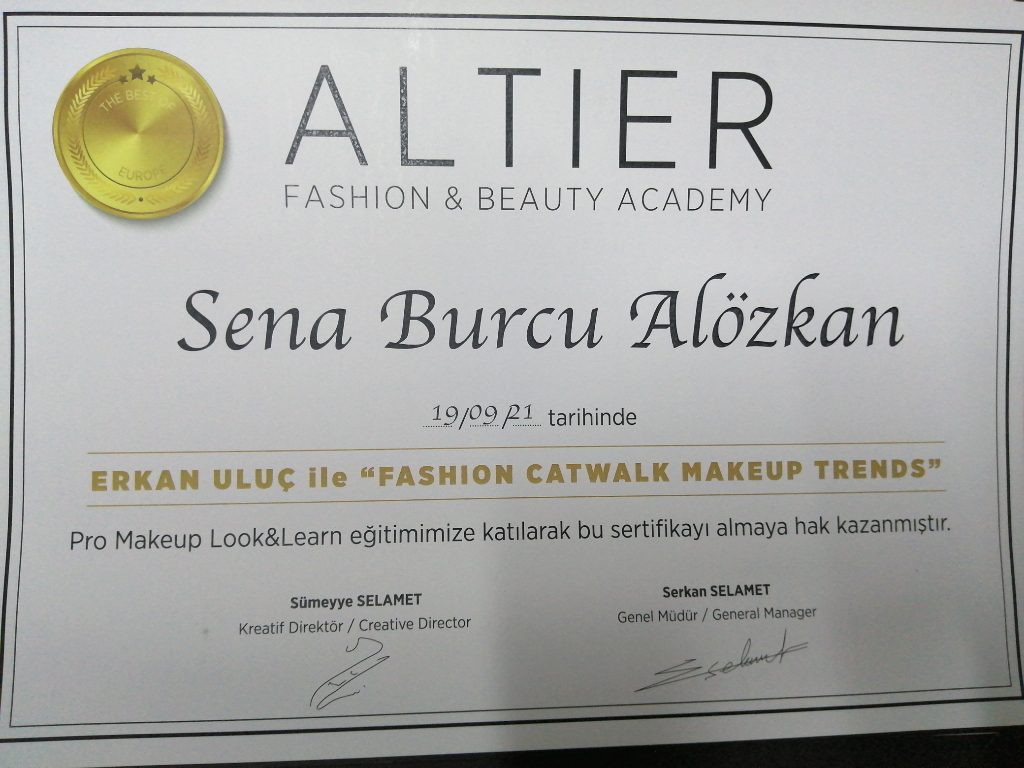 THE BEST OF
EUROPE
ALTIER
FASHION & BEAUTY ACADEMY
Sena Burcu Alözkan
19/09/21 tarihinde
ERKAN ULUÇ ile “FASHION CATWALK MAKEUP TRENDS”
Pro Makeup Look&Learn eğitimimize katılarak bu sertifikayı almaya hak kazanmıştır.
Sümeyye SELAMET
Kreatif Direktör / Creative Director
Serkan SELAMET
Genel Müdür / General Manager